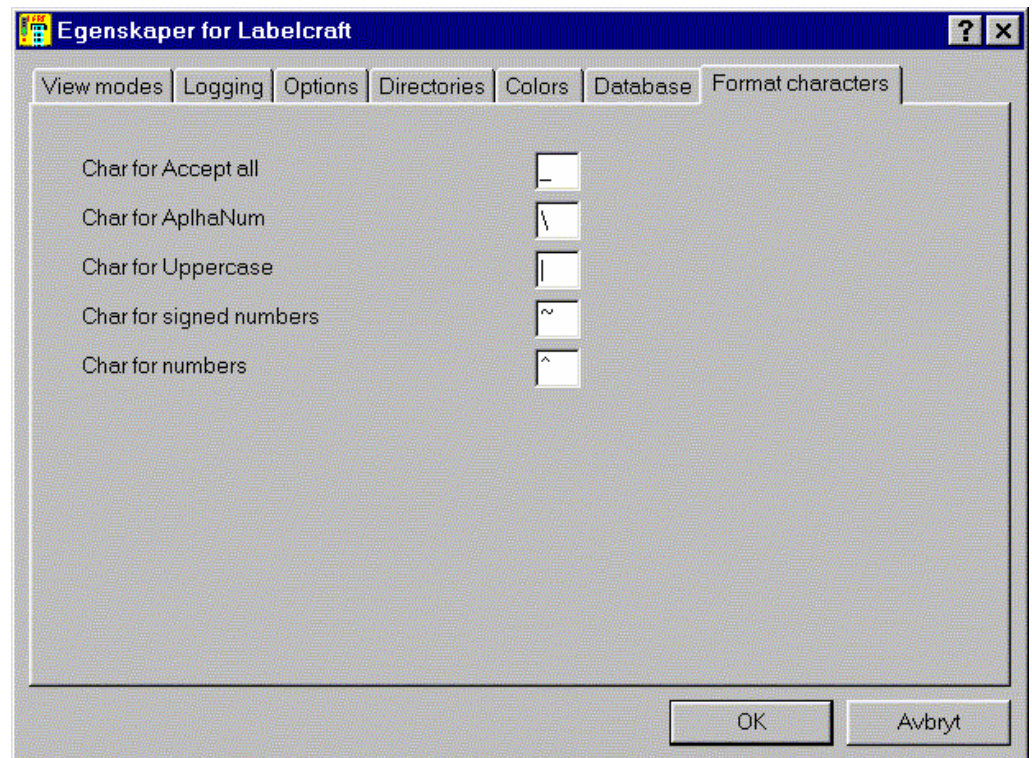 Egenskaper for Labelcraft
View modes Logging Options Directories Colors Database Format characters
Char for Accept all _
Char for AplhaNum \
Char for Uppercase |
Char for signed numbers ~
Char for numbers ^
OK Avbryt